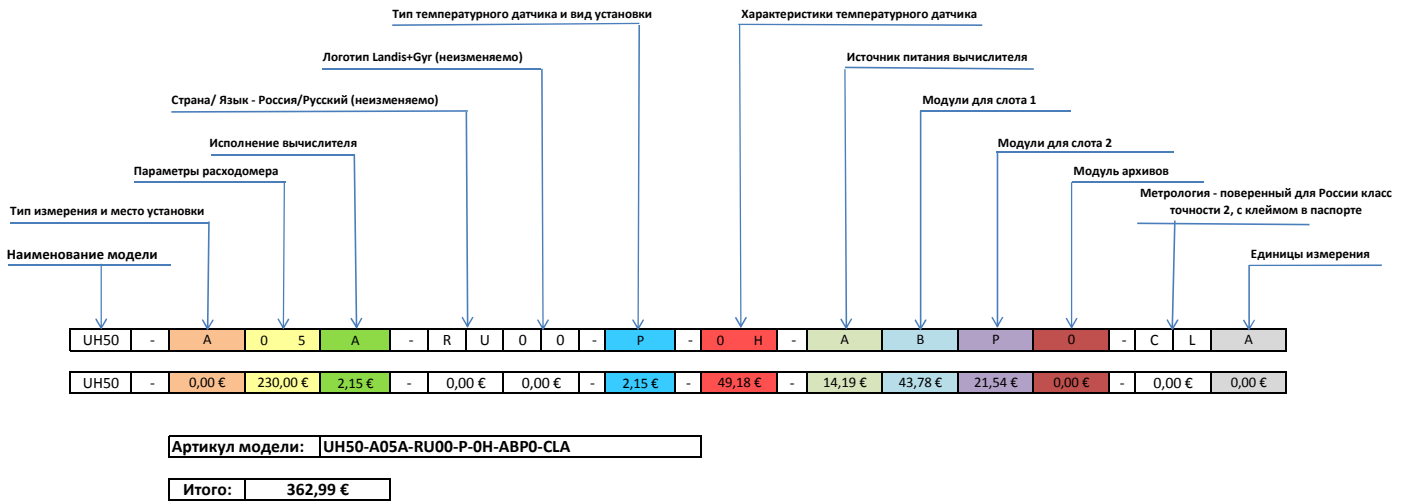 Тип температурного датчика и вид установки
Характеристики температурного датчика
Логотип Landis+Gyr (неизменяемо)
Источник питания вычислителя
Страна/ Язык - Россия/Русский (неизменяемо)
Модули для слота 1
Исполнение вычислителя
Модули для слота 2
Параметры расходомера
Модуль архивов
Метрология - поверенный для России класс
точности 2, с клеймом в паспорте
Тип измерения и место установки
Наименование модели
Единицы измерения
UH50 - A 0 5 A - R U 0 0 - P - 0 H - A B P 0 - C L A
UH50 - 0,00 € 230,00 € 2,15 € - 0,00 € 0,00 € - 2,15 € - 49,18 € - 14,19 € 43,78 € 21,54 € 0,00 € - 0,00 € 0,00 €
Артикул модели: UH50-A05A-RU00-P-0H-ABP0-CLA
Итого: 362,99 €